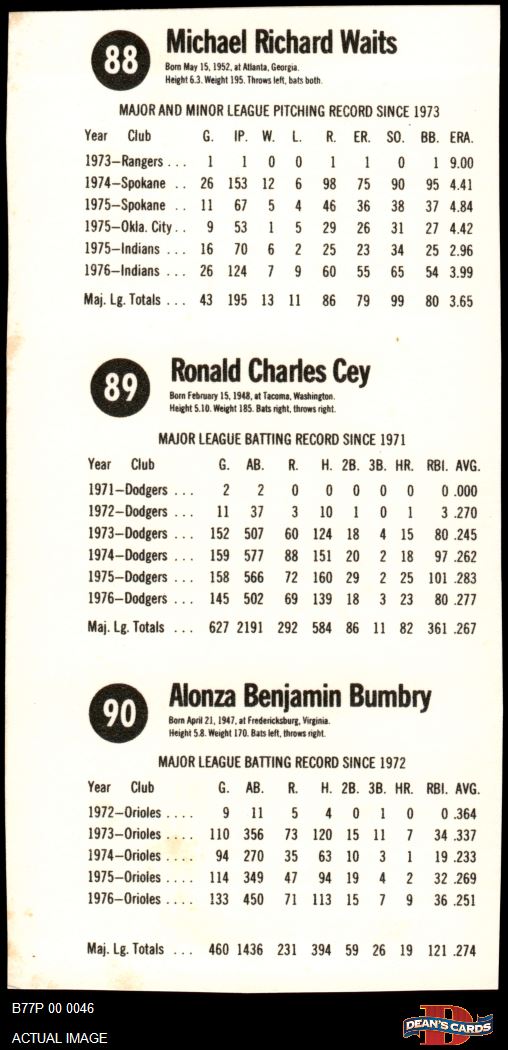 88
Michael Richard Waits
Born May 15, 1952, at Atlanta, Georgia.
Height 6.3. Weight 195. Throws left, bats both.
MAJOR AND MINOR LEAGUE PITCHING RECORD SINCE 1973
Year Club G. IP. W. L. R. ER. SO. BB. ERA.
1973—Rangers . . . 1 1 0 0 1 1 0 1 9.00
1974—Spokane . . 26 153 12 6 98 75 90 95 4.41
1975—Spokane . . 11 67 5 4 46 36 38 37 4.84
1975—Okla. City . . 9 53 1 5 29 26 31 27 4.42
1975—Indians . . . 16 70 6 2 25 23 34 25 2.96
1976—Indians . . . 26 124 7 9 60 55 65 54 3.99
Maj. Lg. Totals . . . 43 195 13 11 86 79 99 80 3.65
89
Ronald Charles Cey
Born February 15, 1948, at Tacoma, Washington.
Height 5.10. Weight 185. Bats right, throws right.
MAJOR LEAGUE BATTING RECORD SINCE 1971
Year Club G. AB. R. H. 2B. 3B. HR. RBI. AVG.
1971—Dodgers . . . 2 2 0 0 0 0 0 0 .000
1972—Dodgers . . . 11 37 3 10 1 0 1 3 .270
1973—Dodgers . . . 152 507 60 124 18 4 15 80 .245
1974—Dodgers . . . 159 577 88 151 20 2 18 97 .262
1975—Dodgers . . . 158 566 72 160 29 2 25 101 .283
1976—Dodgers . . . 145 502 69 139 18 3 23 80 .277
Maj. Lg. Totals . . . 627 2191 292 584 86 11 82 361 .267
90
Alonza Benjamin Bumbry
Born April 21, 1947, at Fredericksburg, Virginia.
Height 5.8. Weight 170. Bats left, throws right.
MAJOR LEAGUE BATTING RECORD SINCE 1972
Year Club G. AB. R. H. 2B. 3B. HR. RBI. AVG.
1972—Orioles . . . . 9 11 5 4 0 1 0 0 .364
1973—Orioles . . . . 110 356 73 120 15 11 7 34 .337
1974—Orioles . . . . 94 270 35 63 10 3 1 19 .233
1975—Orioles . . . . 114 349 47 94 19 4 2 32 .269
1976—Orioles . . . . 133 450 71 113 15 7 9 36 .251
Maj. Lg. Totals . . . 460 1436 231 394 59 26 19 121 .274
B77P 00 0046
ACTUAL IMAGE
D
DEAN'S CARDS